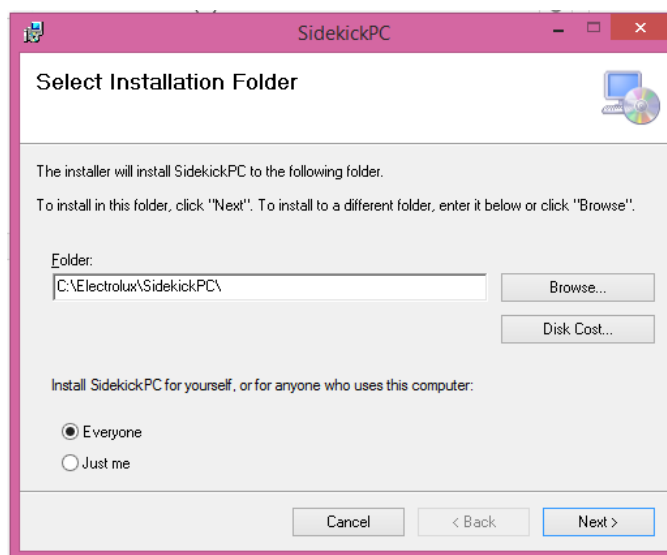 SidekickPC
Select Installation Folder
The installer will install SidekickPC to the following folder.
To install in this folder, click "Next". To install to a different folder, enter it below or click "Browse".
Folder:
C:\Electrolux\SidekickPC\
Browse...
Disk Cost...
Install SidekickPC for yourself, or for anyone who uses this computer:
Everyone
Just me
Cancel
< Back
Next >